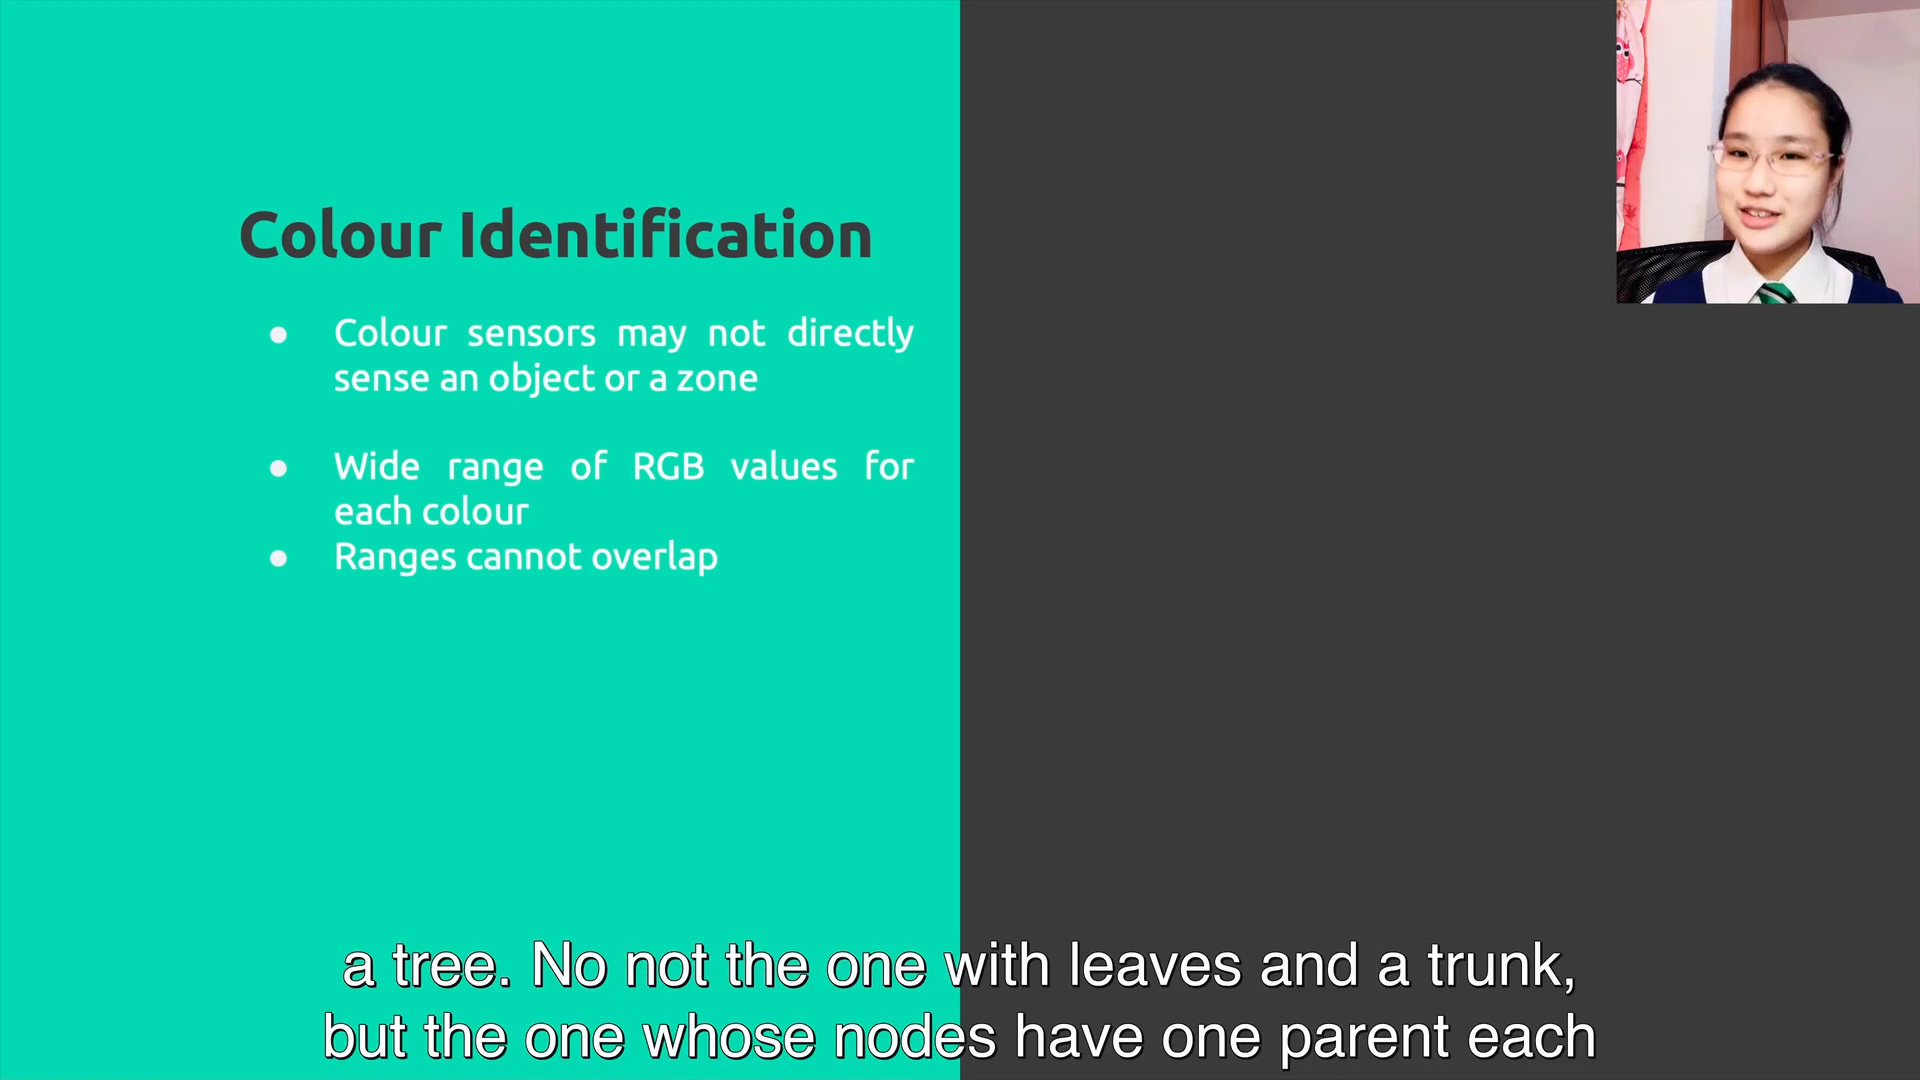 Colour Identification
● Colour sensors may not directly
sense an object or a zone
● Wide range of RGB values for
each colour
● Ranges cannot overlap
a tree. No not the one with leaves and a trunk,
but the one whose nodes have one parent each